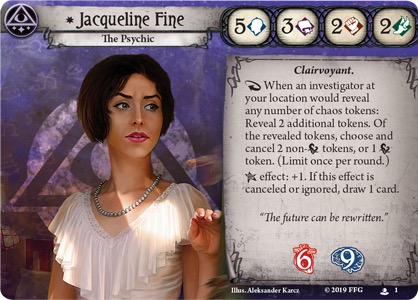 * Jacqueline Fine
The Psychic
5 3 2 2
Clairvoyant.
When an investigator at
your location would reveal
any number of chaos tokens:
Reveal 2 additional tokens. Of
the revealed tokens, choose and
cancel 2 non- tokens, or 1
token. (Limit once per round.)
effect: +1. If this effect is
canceled or ignored, draw 1 card.
“The future can be rewritten.”
6 9
Illus. Aleksander Karcz © 2019 FFG 1